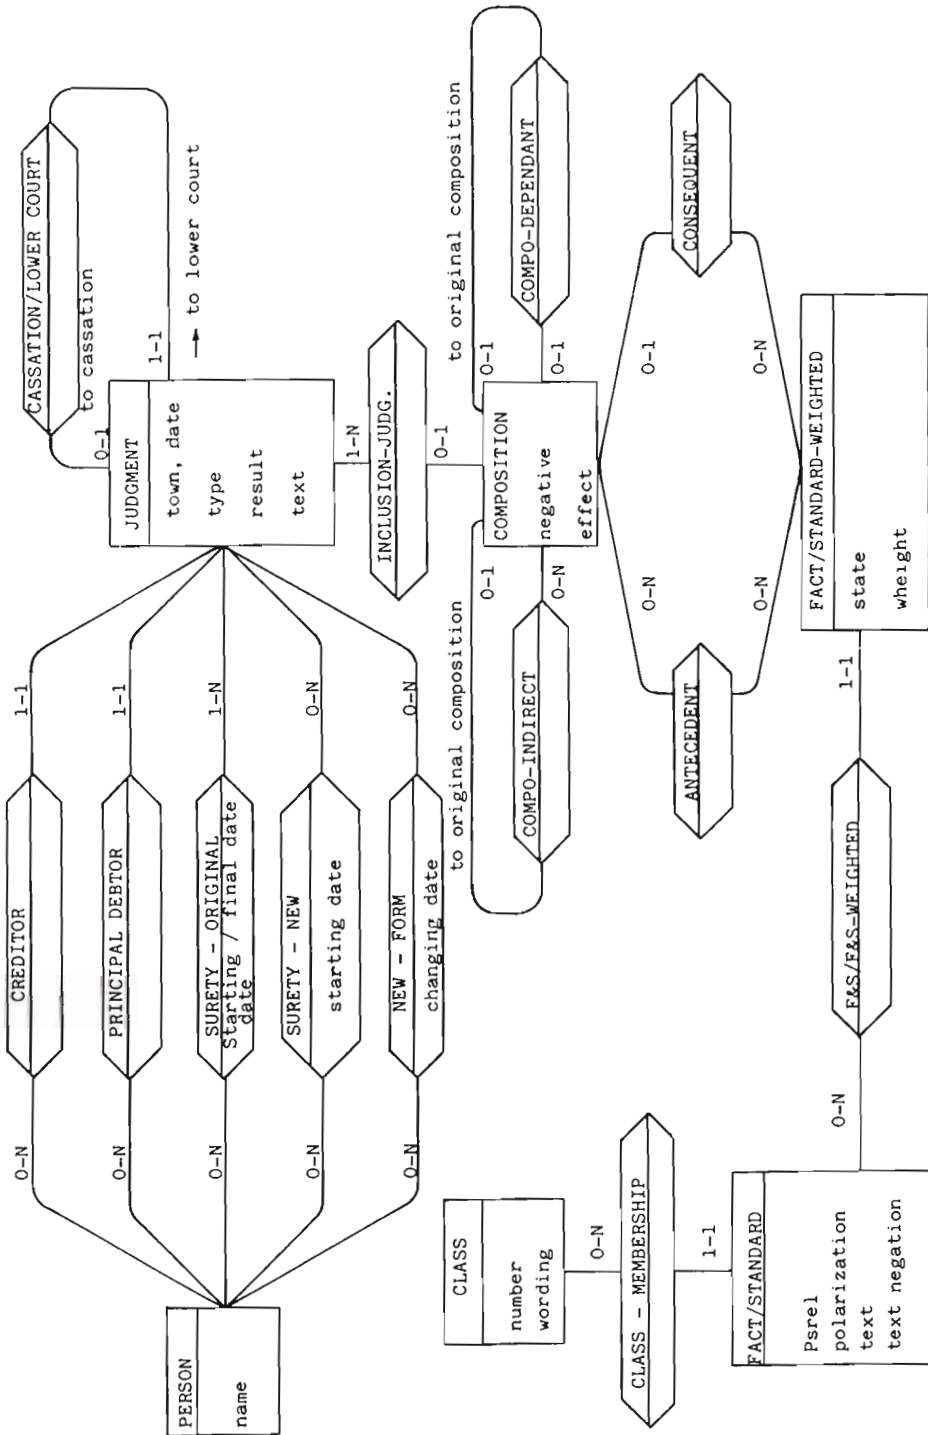 CREDITOR
0-N
1-1
PRINCIPAL DEBTOR
0-N
1-1
SURETY - ORIGINAL
Starting / final date
date
0-N
1-N
SURETY - NEW
starting date
0-N
0-N
NEW - FORM
changing date
0-N
0-N
PERSON
name
CASSATION/LOWER COURT
to cassation
0-1
1-1
→ to lower court
JUDGMENT
town, date
type
result
text
1-N
INCLUSION-JUDG.
0-1
to original composition
0-1
COMPO-INDIRECT
0-N
COMPOSITION
negative
effect
to original composition
0-1
COMPO-DEPENDANT
0-1
0-N
ANTECEDENT
0-N
0-1
CONSEQUENT
0-N
CLASS
number
wording
0-N
CLASS - MEMBERSHIP
1-1
FACT/STANDARD
Psrel
polarization
text
text negation
0-N
F&S/F&S-WEIGHTED
1-1
FACT/STANDARD-WEIGHTED
state
wheight